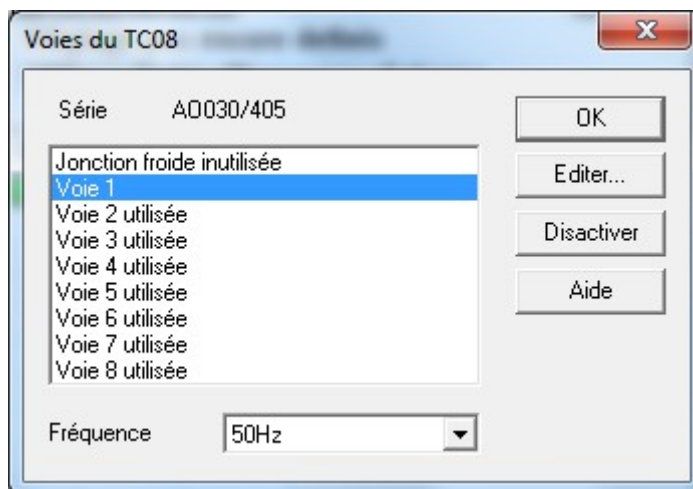 Voies du TC08
Série AO030/405
OK
Jonction froide inutilisée
Voie 1
Voie 2 utilisée
Voie 3 utilisée
Voie 4 utilisée
Voie 5 utilisée
Voie 6 utilisée
Voie 7 utilisée
Voie 8 utilisée
Editer...
Disactiver
Aide
Fréquence 50Hz